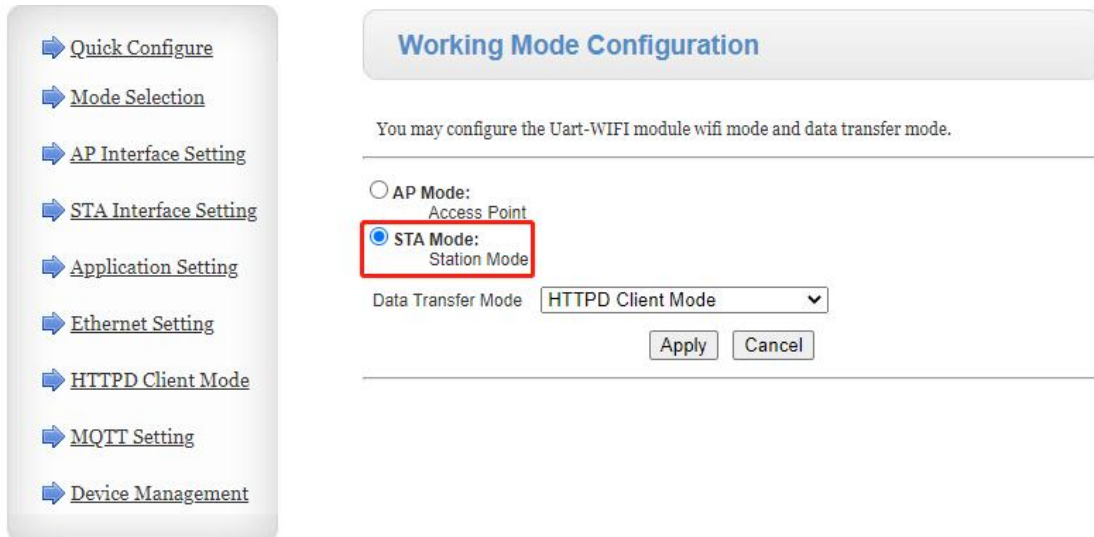 Quick Configure
Mode Selection
AP Interface Setting
STA Interface Setting
Application Setting
Ethernet Setting
HTTPD Client Mode
MQTT Setting
Device Management
Working Mode Configuration
You may configure the Uart-WIFI module wifi mode and data transfer mode.
AP Mode:
Access Point
STA Mode:
Station Mode
Data Transfer Mode HTTPD Client Mode
Apply Cancel